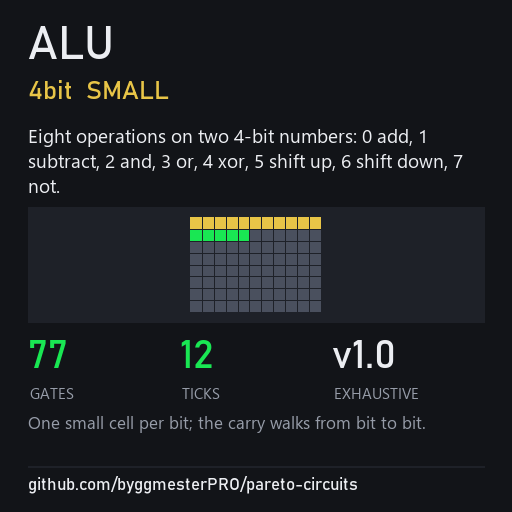 ALU
4bit SMALL
Eight operations on two 4-bit numbers: 0 add, 1
subtract, 2 and, 3 or, 4 xor, 5 shift up, 6 shift down, 7
not.
77 12 v1.0
GATES TICKS EXHAUSTIVE
One small cell per bit; the carry walks from bit to bit.
github.com/byggmesterPRO/pareto-circuits